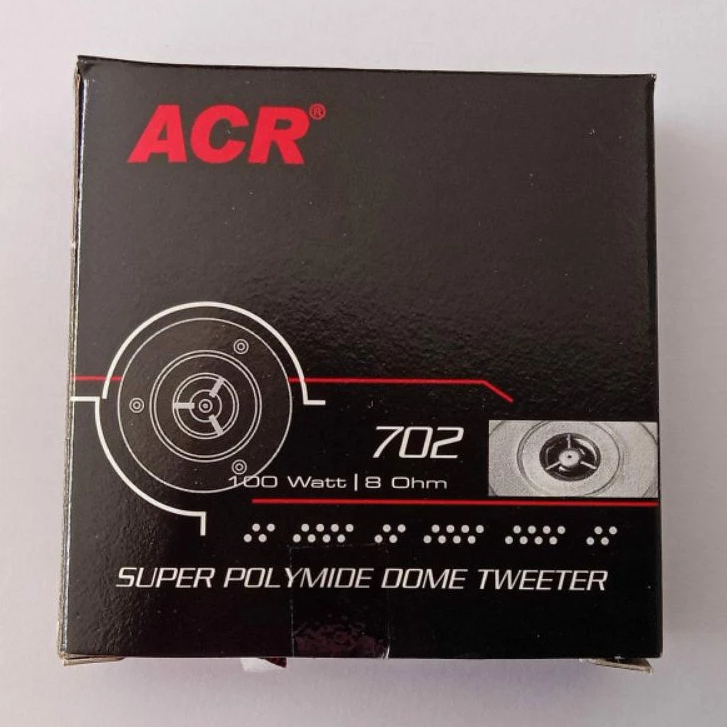 ACR®
702
100 Watt | 8 Ohm
SUPER POLYMIDE DOME TWEETER